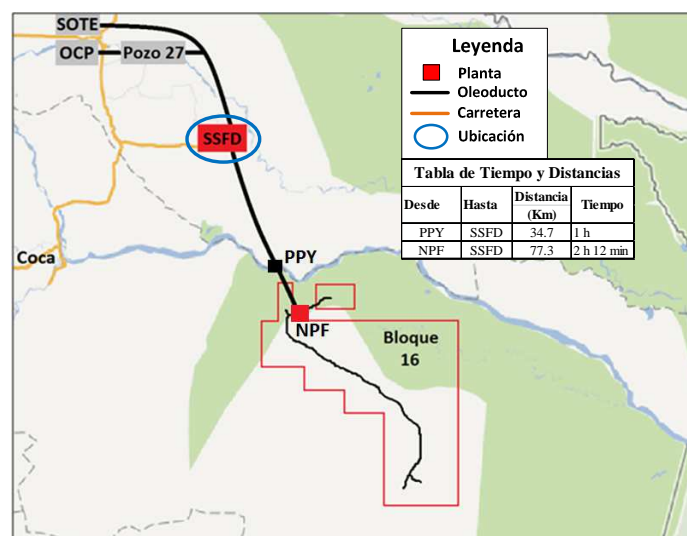 SOTE
OCP
Pozo 27
SSFD
Coca
PPY
NPF
Bloque
16
Leyenda
Planta
Oleoducto
Carretera
Ubicación
Tabla de Tiempo y Distancias
Desde Hasta Distancia (Km) Tiempo
PPY SSFD 34.7 1 h
NPF SSFD 77.3 2 h 12 min